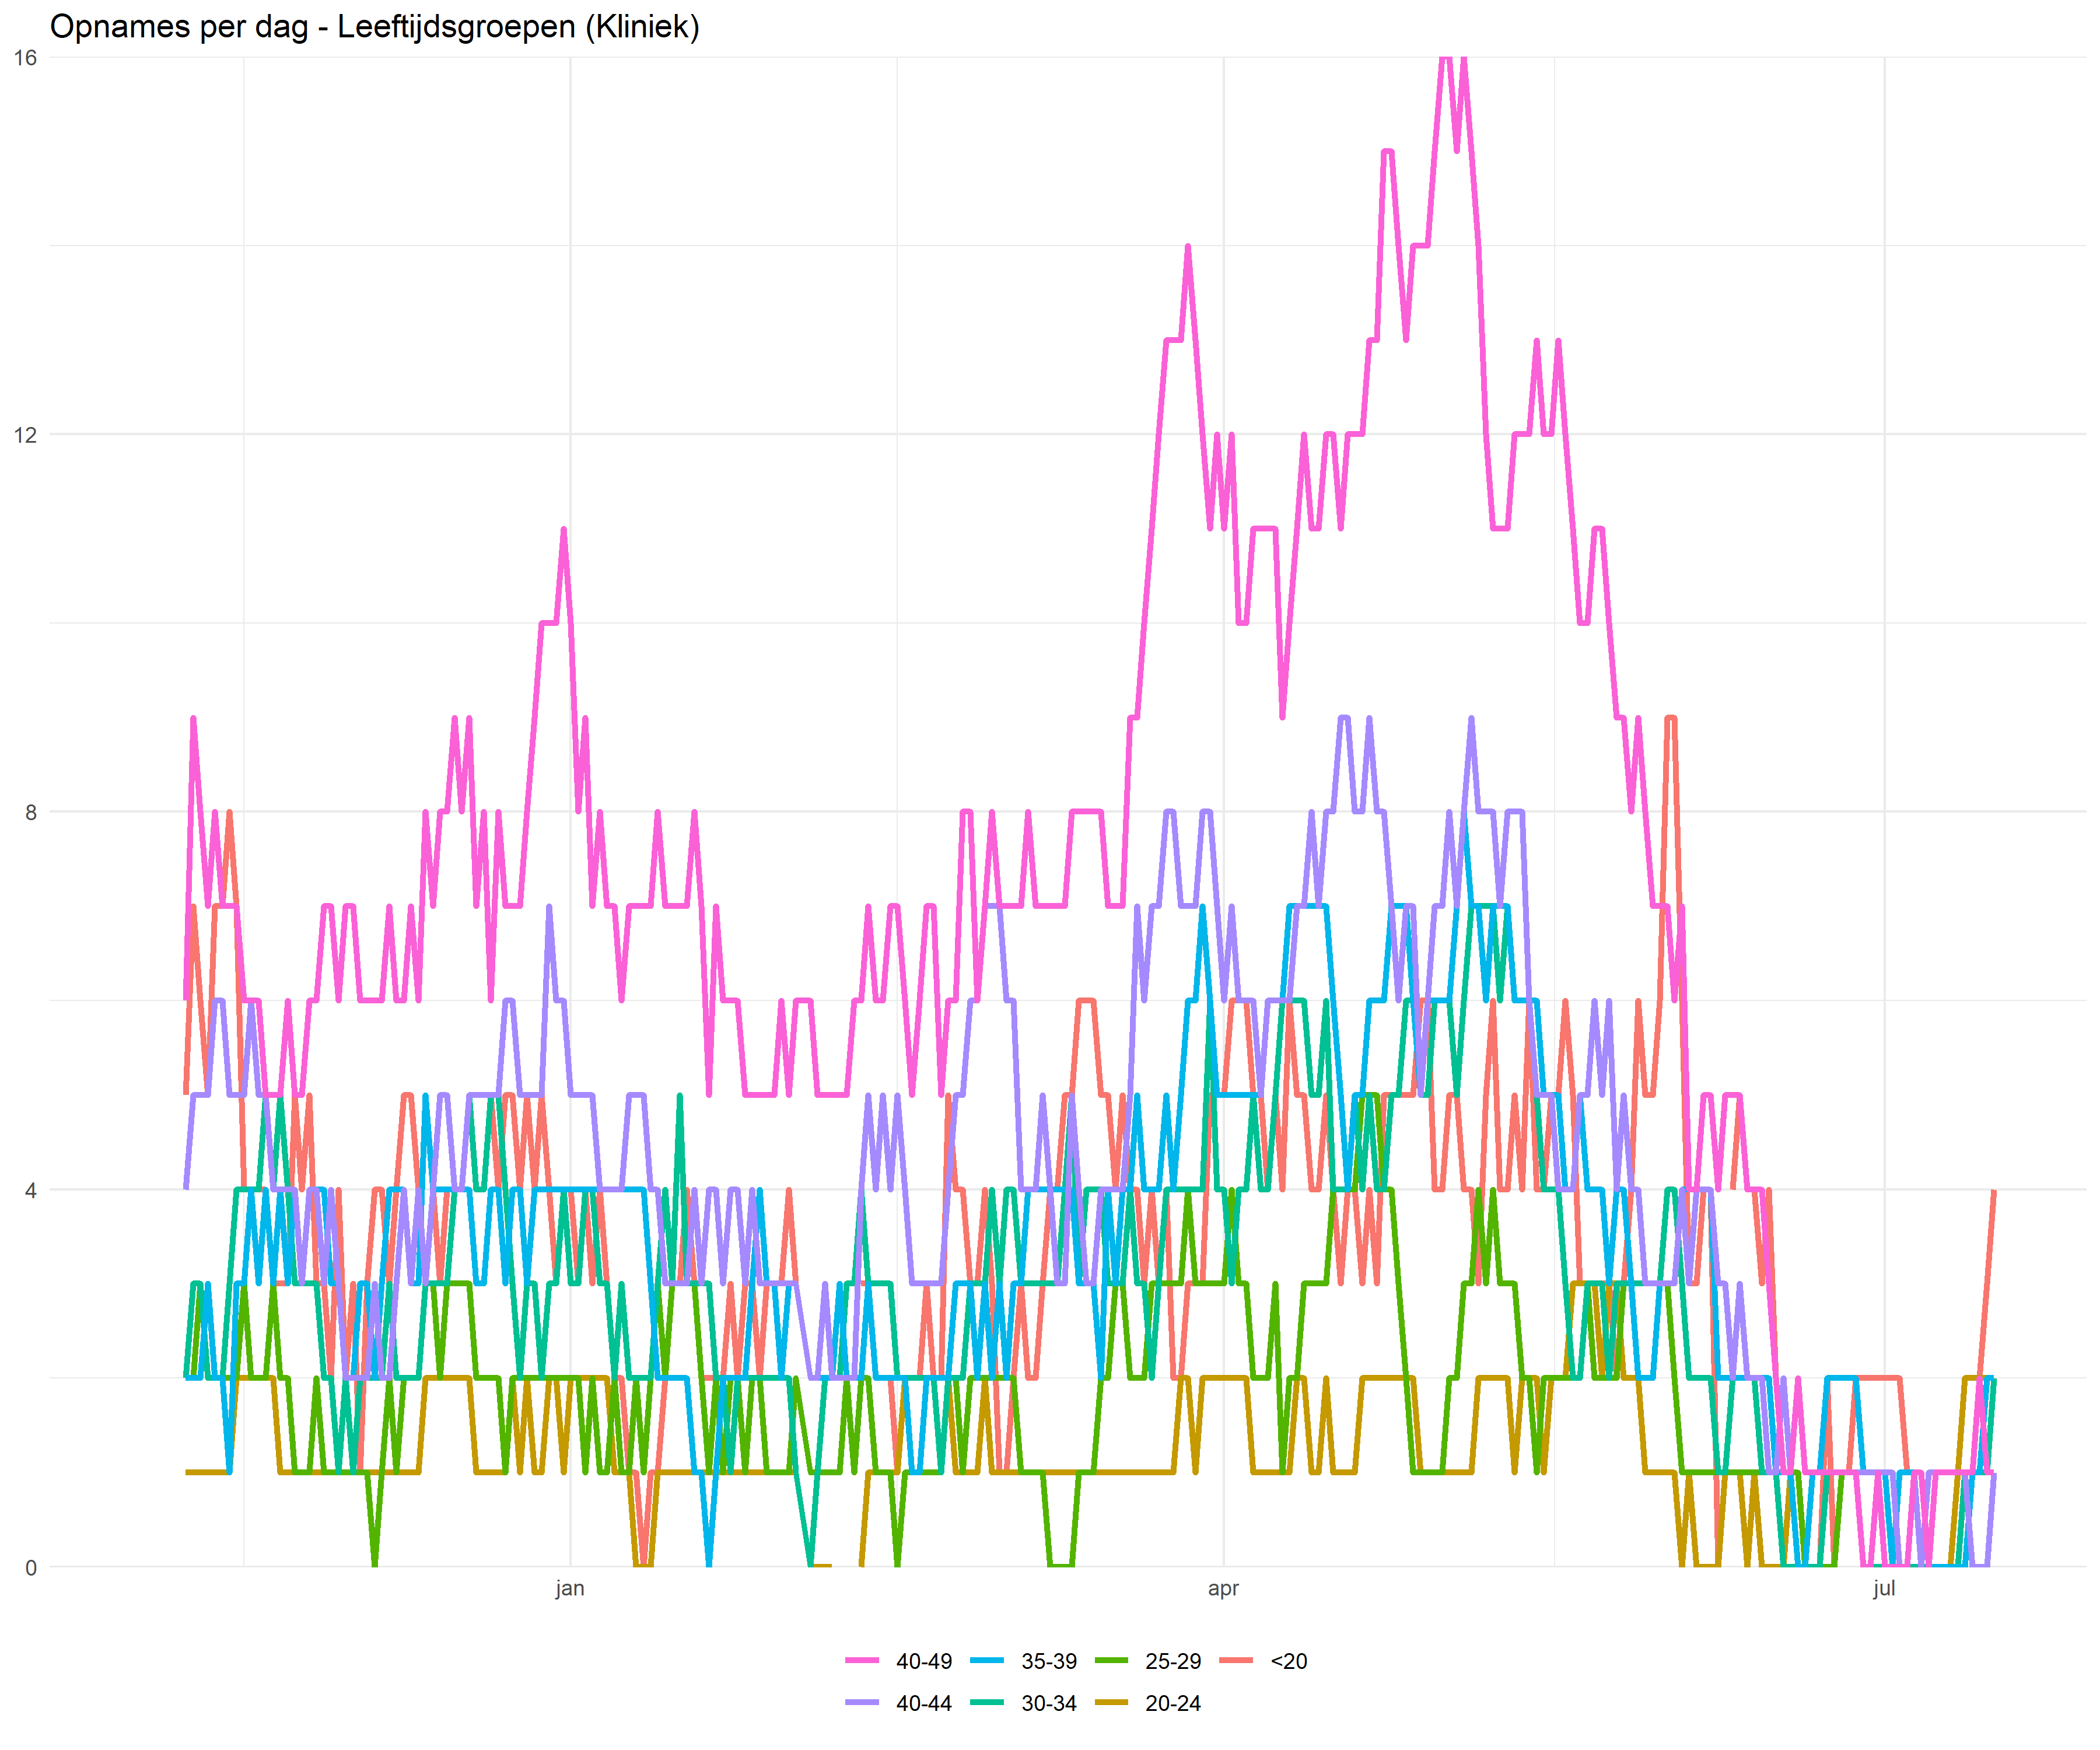 Opnames per dag - Leeftijdsgroepen (Kliniek)
16
12
8
4
0
jan apr jul
40-49 35-39 25-29 <20
40-44 30-34 20-24